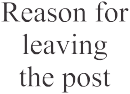 Reason for
leaving
the post